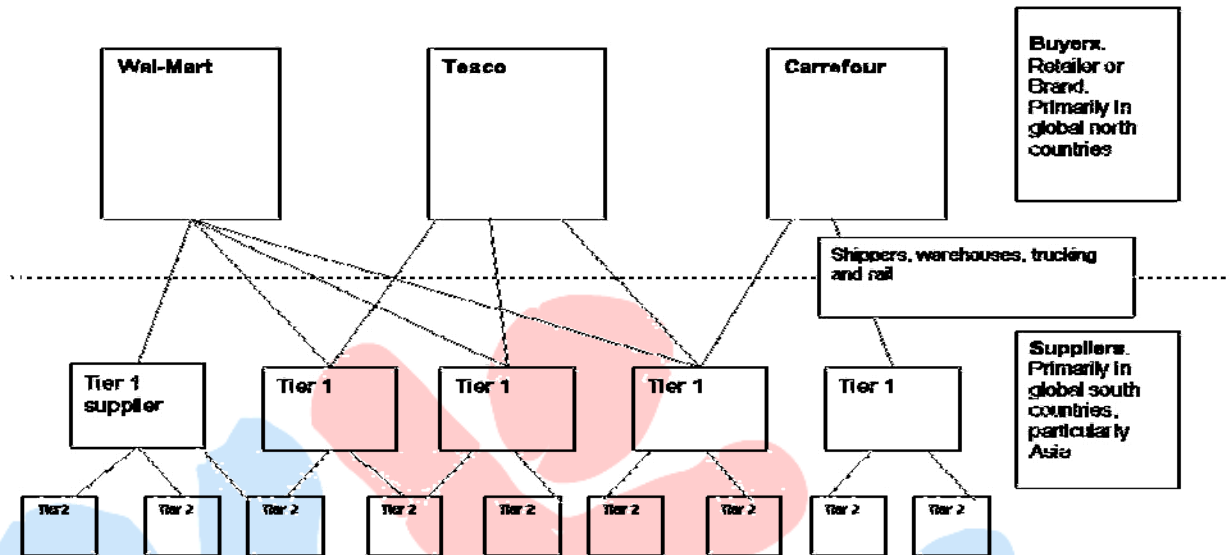 Wal-Mart
Tesco
Carrefour
Buyers.
Retailer or
Brand.
Primarily in
global north
countries
Shippers, warehouses, trucking
and rail
Suppliers.
Primarily in
global south
countries,
particularly
Asia
Tier 1
supplier
Tier 1
Tier 1
Tier 1
Tier 1
Tier 2
Tier 2
Tier 2
Tier 2
Tier 2
Tier 2
Tier 2
Tier 2
Tier 2